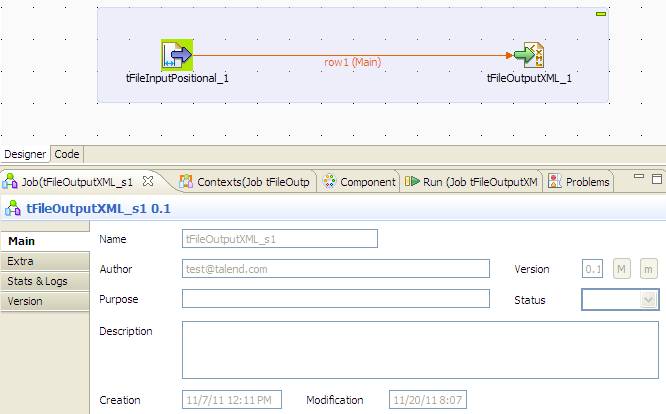 tFileInputPositional_1
row1 (Main)
tFileOutputXML_1
Designer Code
Job(tFileOutputXML_s1 Contexts(Job tFileOutp Component Run (Job tFileOutputXM Problems
tFileOutputXML_s1 0.1
Main
Extra
Stats & Logs
Version
Name tFileOutputXML_s1
Author test@talend.com Version 0.1 M m
Purpose Status
Description
Creation 11/7/11 12:11 PM Modification 11/20/11 8:07